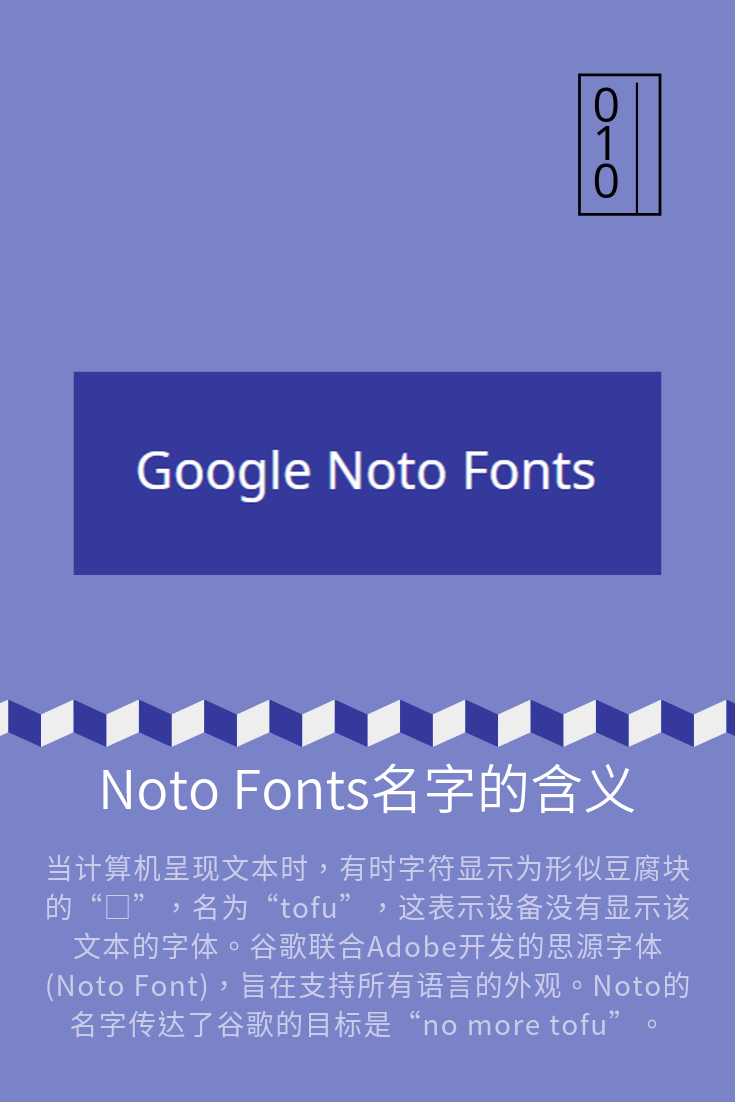 010
Google Noto Fonts
Noto Fonts名字的含义
当计算机呈现文本时，有时字符显示为形似豆腐块
的“□”，名为“tofu”，这表示设备没有显示该
文本的字体。谷歌联合Adobe开发的思源字体
(Noto Font)，旨在支持所有语言的外观。Noto的
名字传达了谷歌的目标是“no more tofu”。